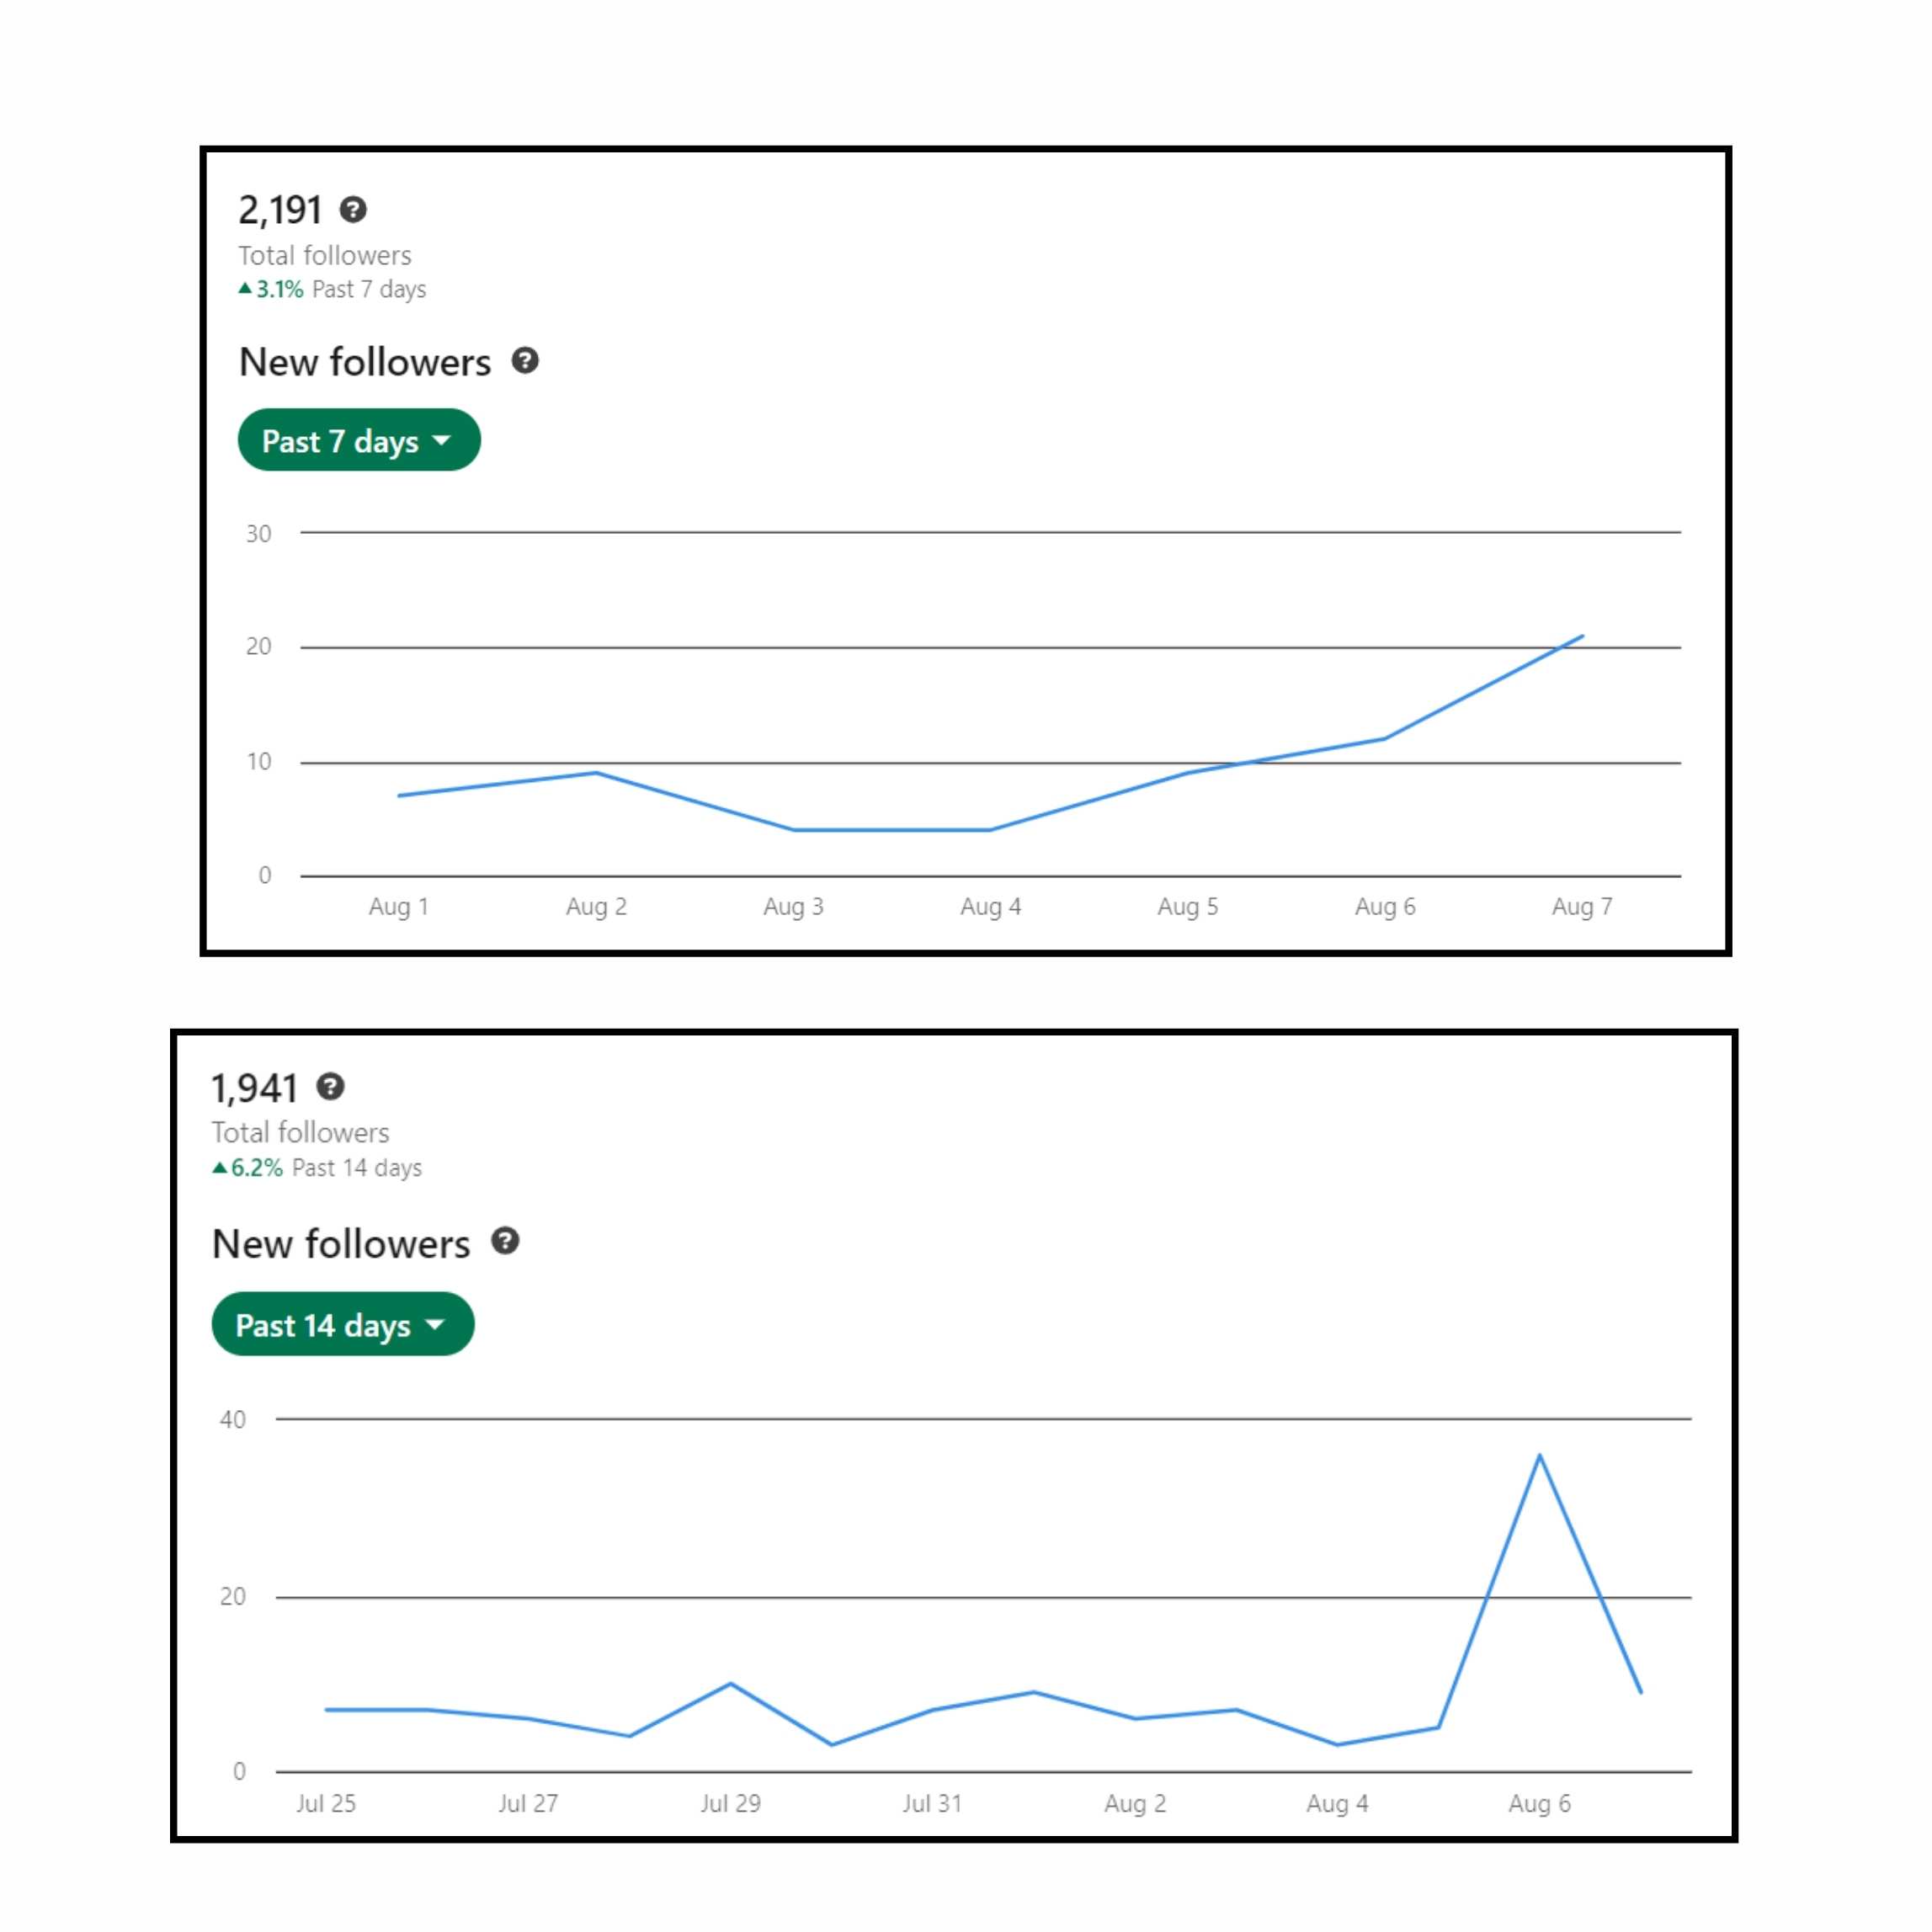 2,191 ?
Total followers
▲3.1% Past 7 days
New followers ?
Past 7 days
30
20
10
0
Aug 1 Aug 2 Aug 3 Aug 4 Aug 5 Aug 6 Aug 7
1,941 ?
Total followers
▲6.2% Past 14 days
New followers ?
Past 14 days
40
20
0
Jul 25 Jul 27 Jul 29 Jul 31 Aug 2 Aug 4 Aug 6